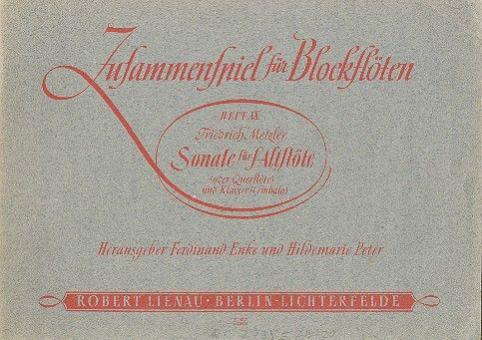 Zusammenspiel für Blockflöten
HEFT IX
Friedrich Metzler
Sonate für f-Altflöte
(oder Querflöte)
und Klavier (Cembalo)
Herausgeber Ferdinand Enke und Hildemarie Peter
ROBERT LIENAU · BERLIN-LICHTERFELDE